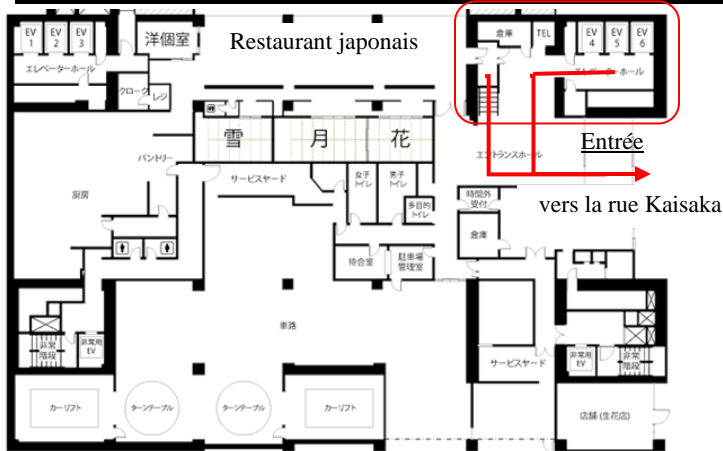 EV
1
EV
2
EV
3
洋個室
Restaurant japonais
倉庫
TEL
EV
4
EV
5
EV
6
エレベーターホール
エレベーターホール
クローク
レジ
雪
月
花
Entrée
エントランスホール
パントリー
サービスヤード
女子
トイレ
男子
トイレ
多目的
トイレ
厨房
時間外
受付
vers la rue Kaisaka
倉庫
待合室
駐車場
管理室
車路
非常
階段
非常用
EV
サービスヤード
非常用
EV
非常
階段
カーリフト
ターンテーブル
ターンテーブル
カーリフト
店舗 (生花店)